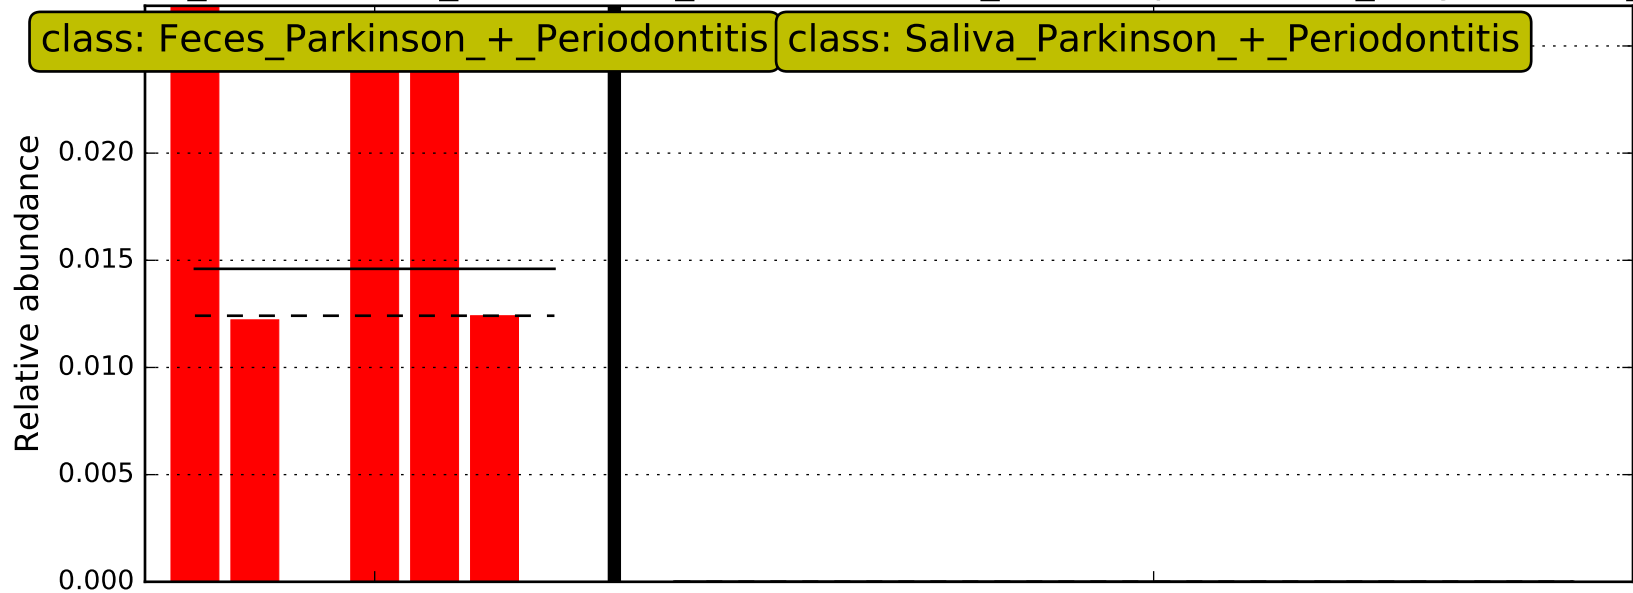 class: Feces_Parkinson_+_Periodontitis
class: Saliva_Parkinson_+_Periodontitis
Relative abundance
0.020
0.015
0.010
0.005
0.000